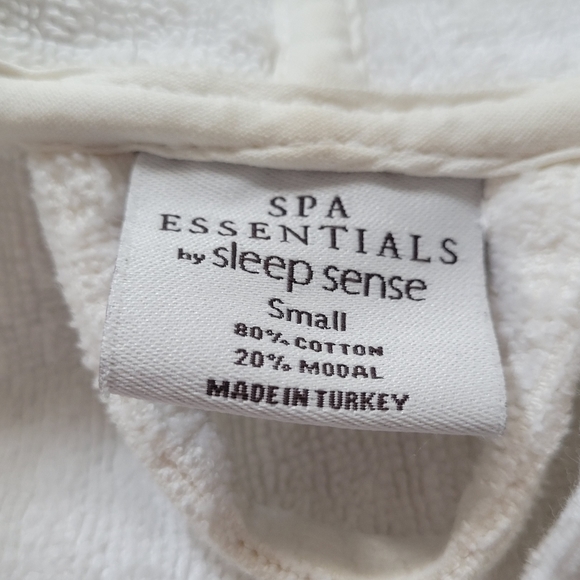 SPA
ESSENTIALS
by sleep sense
Small
80% COTTON
20% MODAL
MADE IN TURKEY